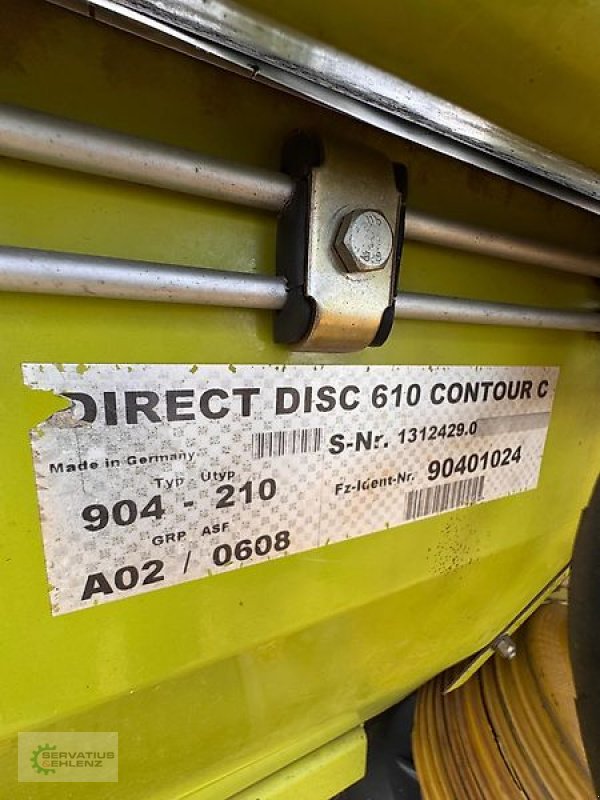 DIRECT DISC 610 CONTOUR C
Made in Germany
S-Nr. 1312429.0
Typ Utyp
904 - 210
Fz-Ident-Nr. 90401024
GRP ASF
A02 / 0608
SERVATIUS
&EHLENZ